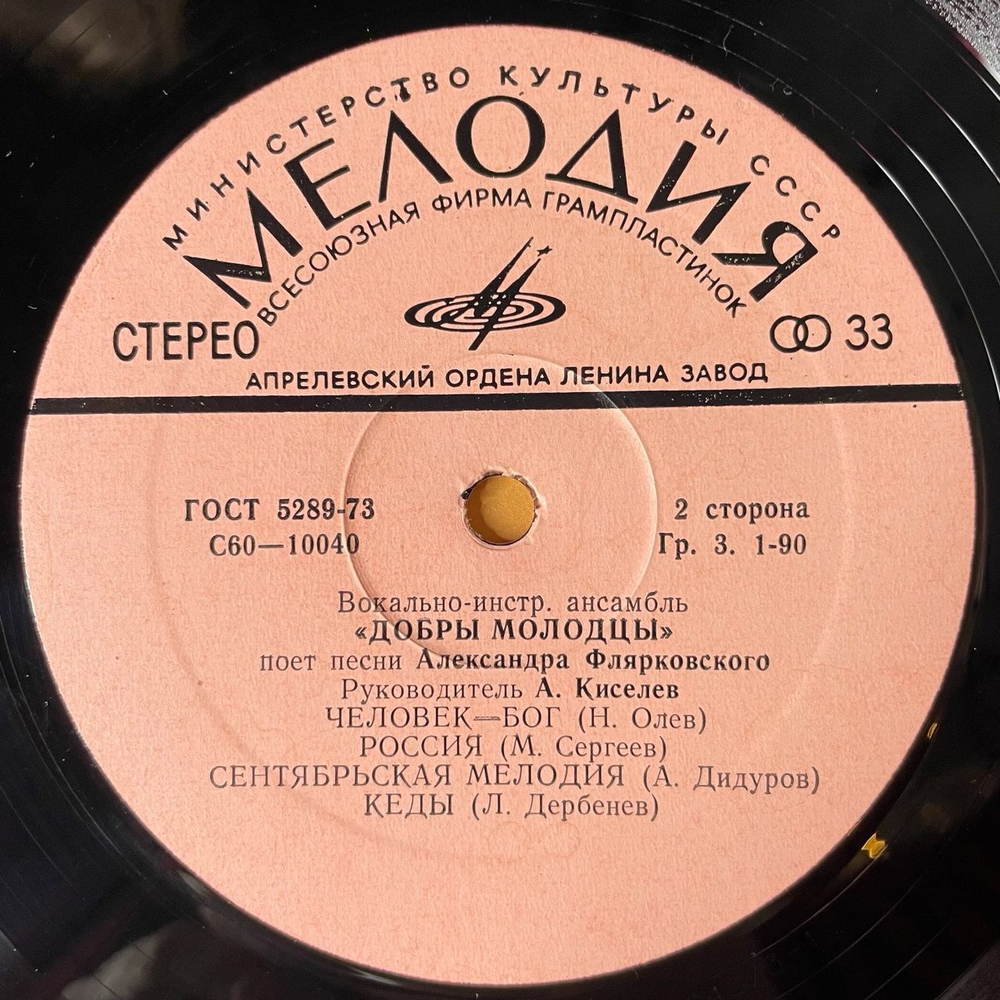 МИНИСТЕРСТВО КУЛЬТУРЫ СССР
МЕЛОДИЯ
ВСЕСОЮЗНАЯ ФИРМА ГРАМПЛАСТИНОК
СТЕРЕО
33
АПРЕЛЕВСКИЙ ОРДЕНА ЛЕНИНА ЗАВОД
ГОСТ 5289-73
2 сторона
С60—10040
Гр. 3. 1-90
Вокально-инстр. ансамбль
«ДОБРЫ МОЛОДЦЫ»
поет песни Александра Флярковского
Руководитель А. Киселев
ЧЕЛОВЕК—БОГ (Н. Олев)
РОССИЯ (М. Сергеев)
СЕНТЯБРЬСКАЯ МЕЛОДИЯ (А. Дидуров)
КЕДЫ (Л. Дербенев)